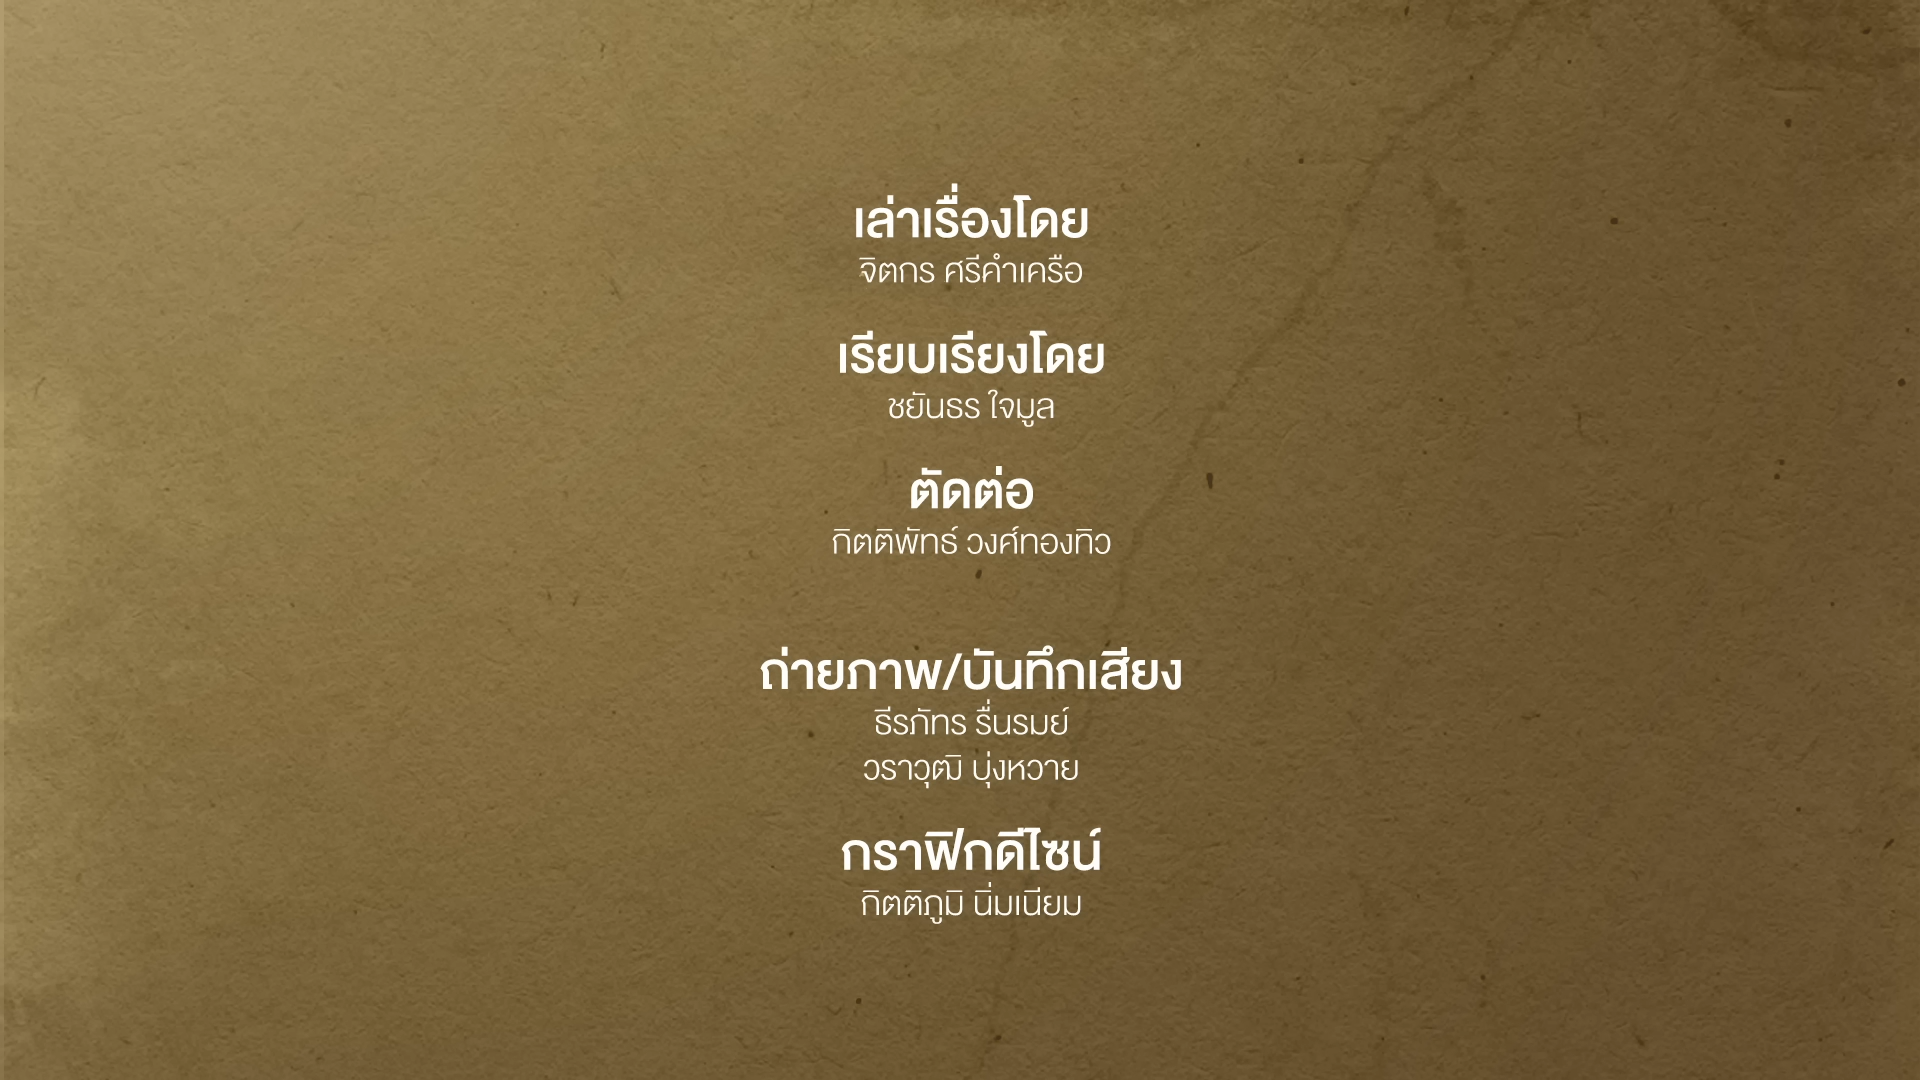 เล่าเรื่องโดย
จิตกร ศรีคำเครือ
เรียบเรียงโดย
ชยันธร ใจมูล
ตัดต่อ
กิตติพัทธ์ วงศ์ทองทิว
ถ่ายภาพ/บันทึกเสียง
ธีรภัทร รื่นรมย์
วราวุฒิ บุ่งหวาย
กราฟิกดีไซน์
กิตติภูมิ นิ่มเนียม